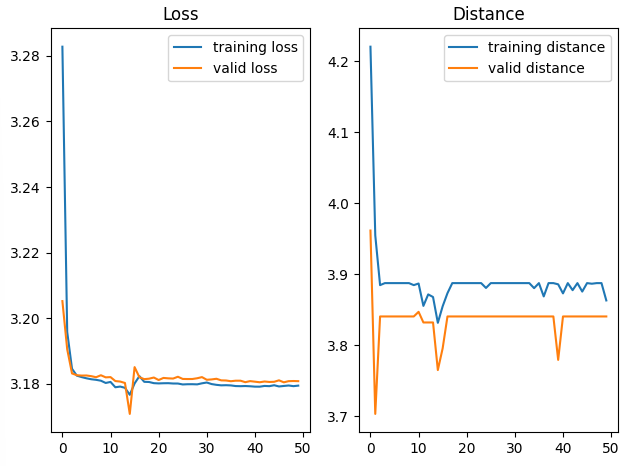 Loss
training loss
valid loss
3.28
3.26
3.24
3.22
3.20
3.18
0 10 20 30 40 50
Distance
training distance
valid distance
4.2
4.1
4.0
3.9
3.8
3.7
0 10 20 30 40 50